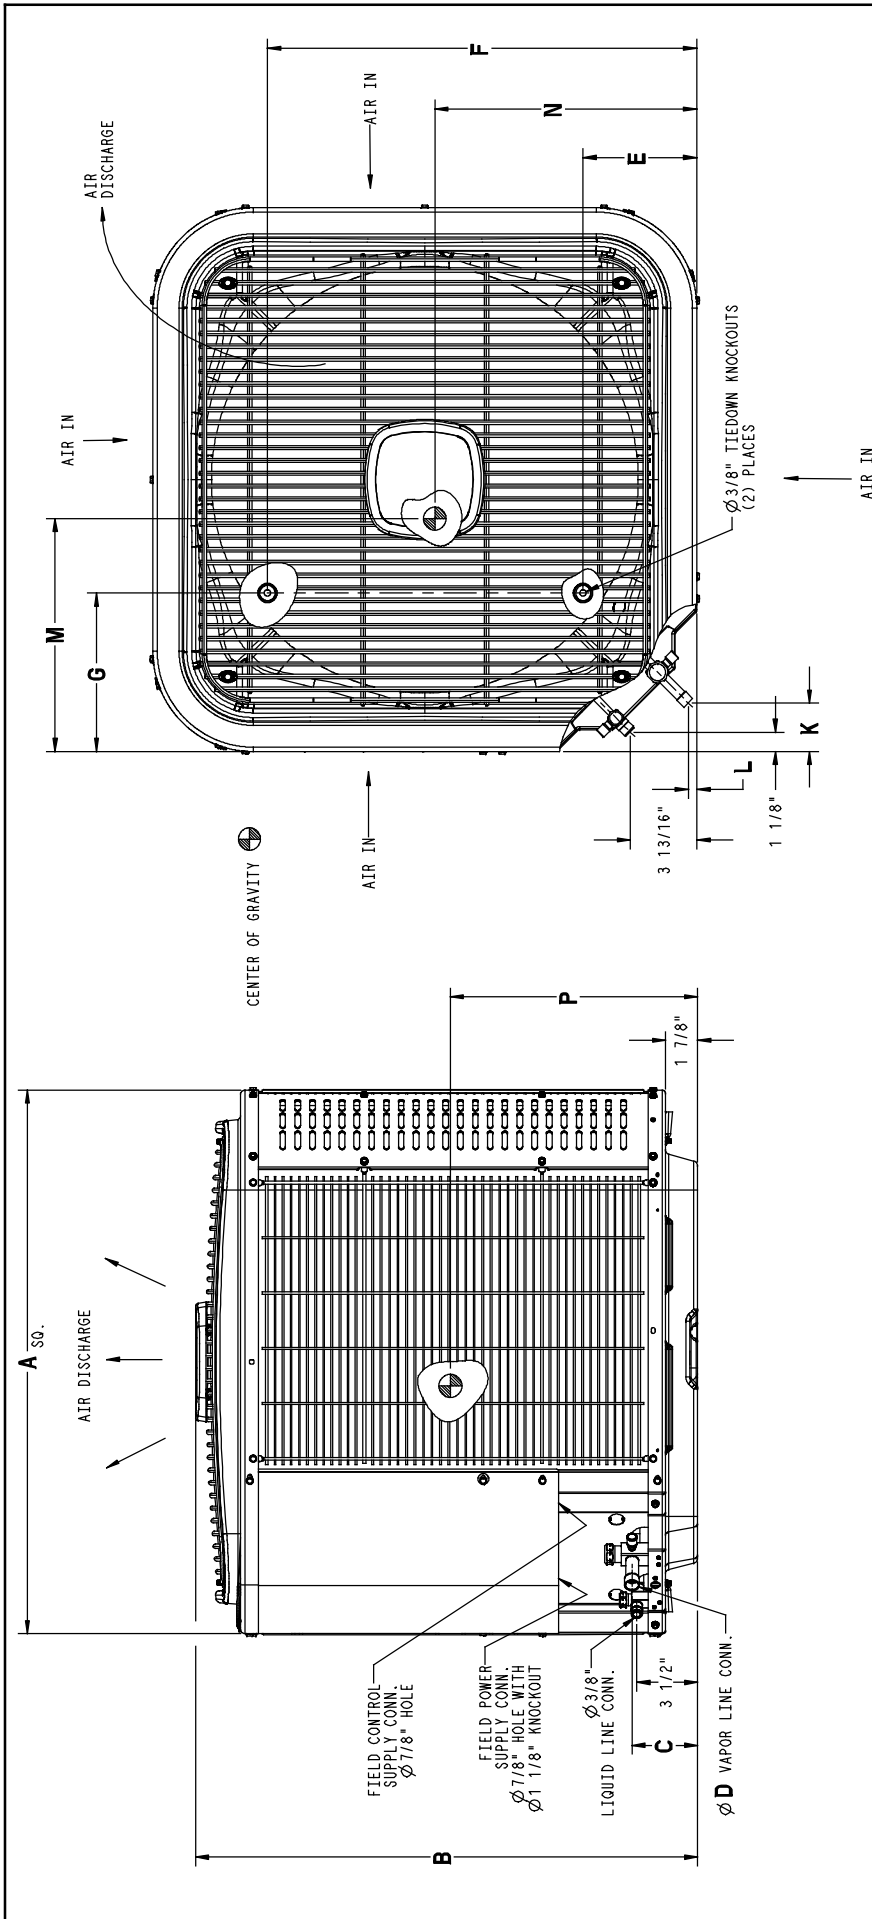 A
SQ.
AIR DISCHARGE
B
FIELD CONTROL
SUPPLY CONN.
Ø7/8" HOLE
FIELD POWER
SUPPLY CONN.
Ø7/8" HOLE WITH
Ø1 1/8" KNOCKOUT
Ø3/8"
LIQUID LINE CONN.
C
3 1/2"
ØD VAPOR LINE CONN.
P
1 7/8"
CENTER OF GRAVITY
AIR IN
M
G
AIR IN
AIR
DISCHARGE
AIR IN
F
N
E
Ø3/8" TIEDOWN KNOCKOUTS
(2) PLACES
AIR IN
3 13/16"
L
1 1/8"
K